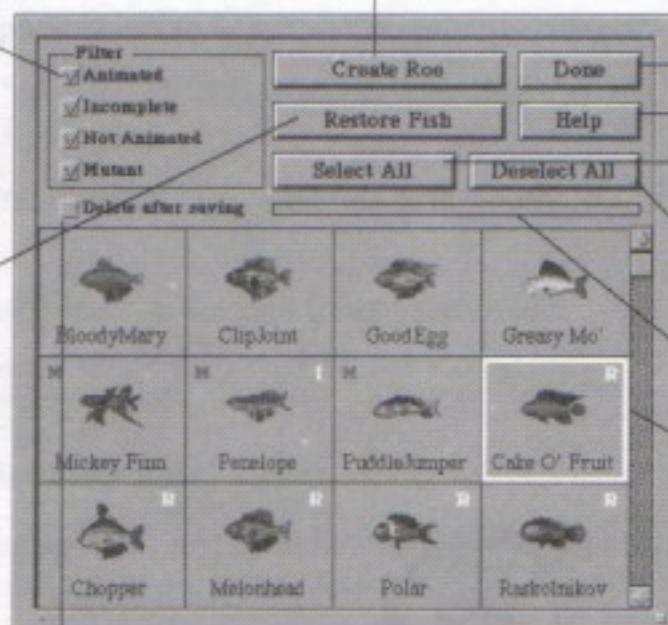 Filter
Animated
Incomplete
Not Animated
Mutant
Create Roe
Done
Restore Fish
Help
Select All
Deselect All
Delete after saving
BloodyMary
ClipJoint
GoodEgg
Greasy Mo'
M
M I
M
R
Mickey Finn
Penelope
PuddleJumper
Cake O' Fruit
R
R
R
R
Chopper
Melonhead
Polar
Raskolnikov